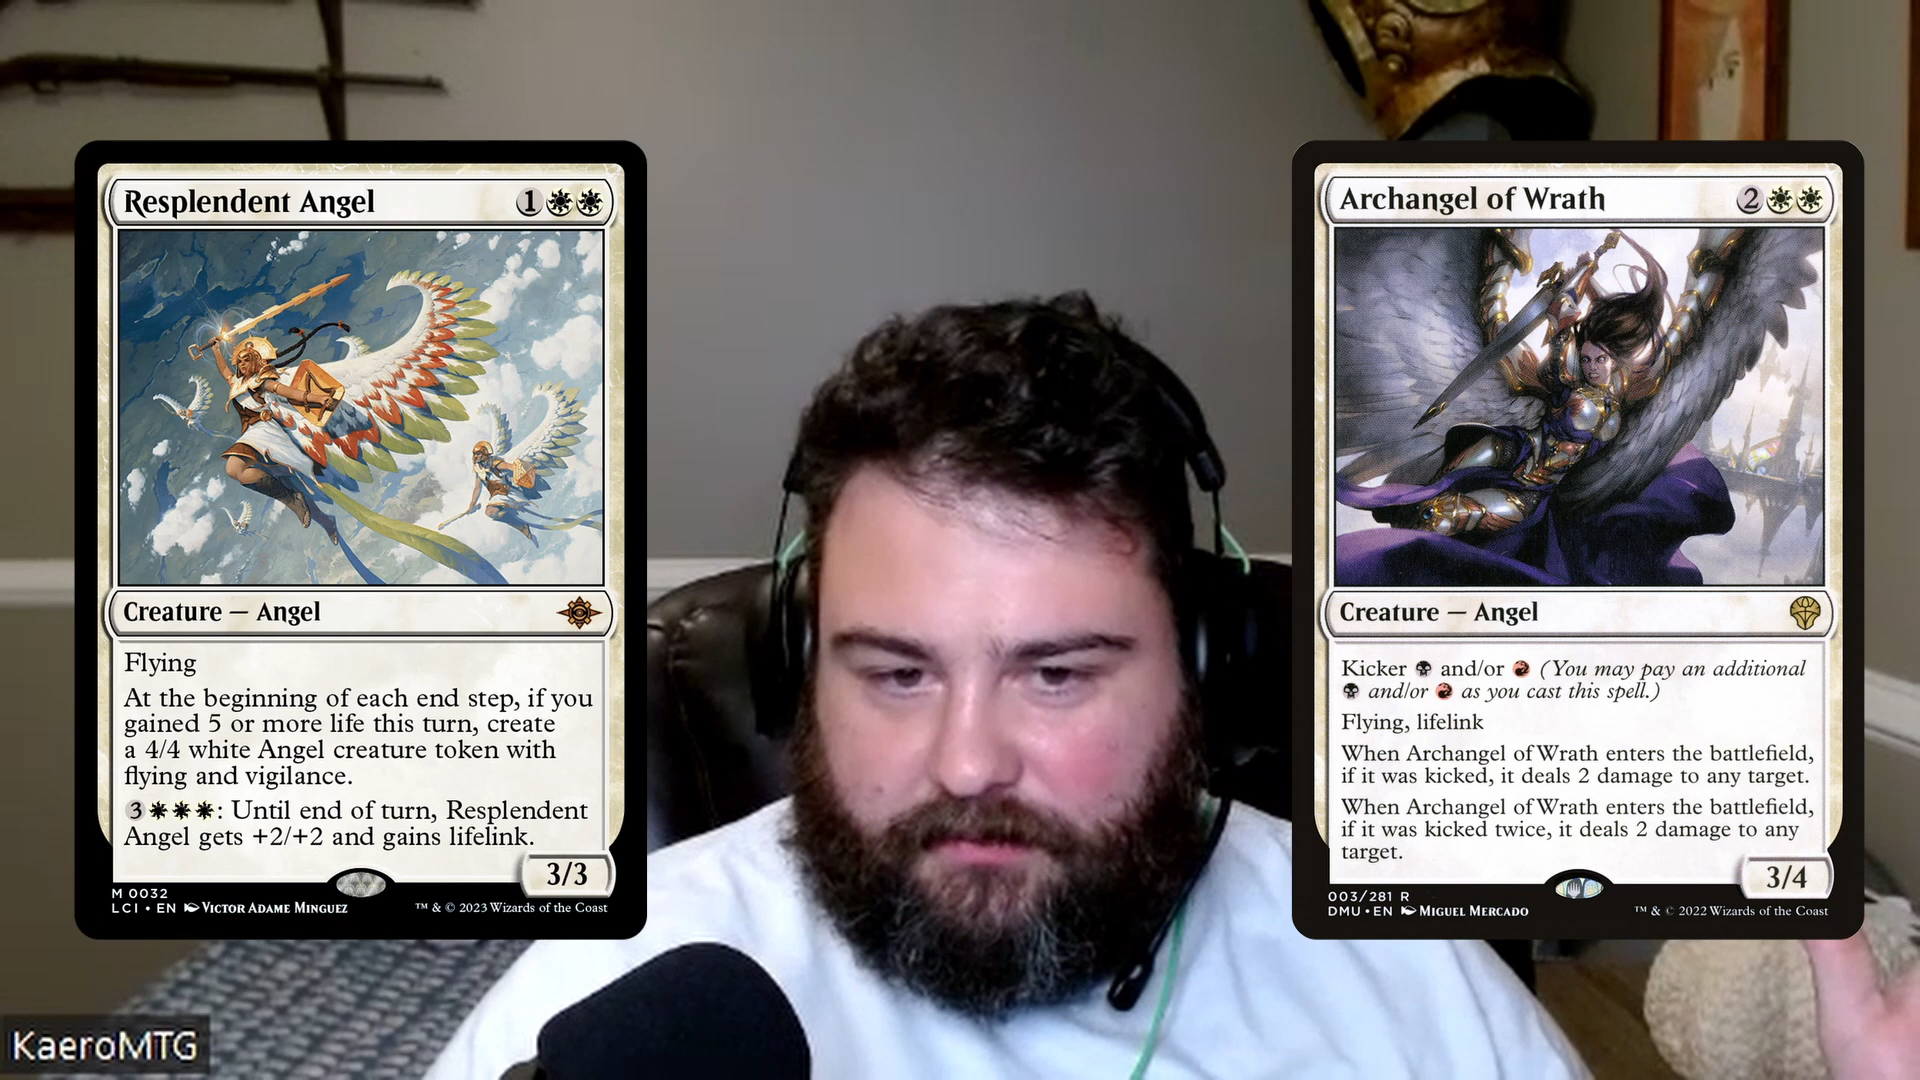 Resplendent Angel
1
Creature — Angel
Flying
At the beginning of each end step, if you
gained 5 or more life this turn, create
a 4/4 white Angel creature token with
flying and vigilance.
3 : Until end of turn, Resplendent
Angel gets +2/+2 and gains lifelink.
3/3
M 0032
LCI • EN VICTOR ADAME MINGUEZ
™ & © 2023 Wizards of the Coast
Archangel of Wrath
2
Creature — Angel
Kicker and/or (You may pay an additional
and/or as you cast this spell.)
Flying, lifelink
When Archangel of Wrath enters the battlefield,
if it was kicked, it deals 2 damage to any target.
When Archangel of Wrath enters the battlefield,
if it was kicked twice, it deals 2 damage to any
target.
3/4
003/281 R
DMU • EN MIGUEL MERCADO
™ & © 2022 Wizards of the Coast
KaeroMTG